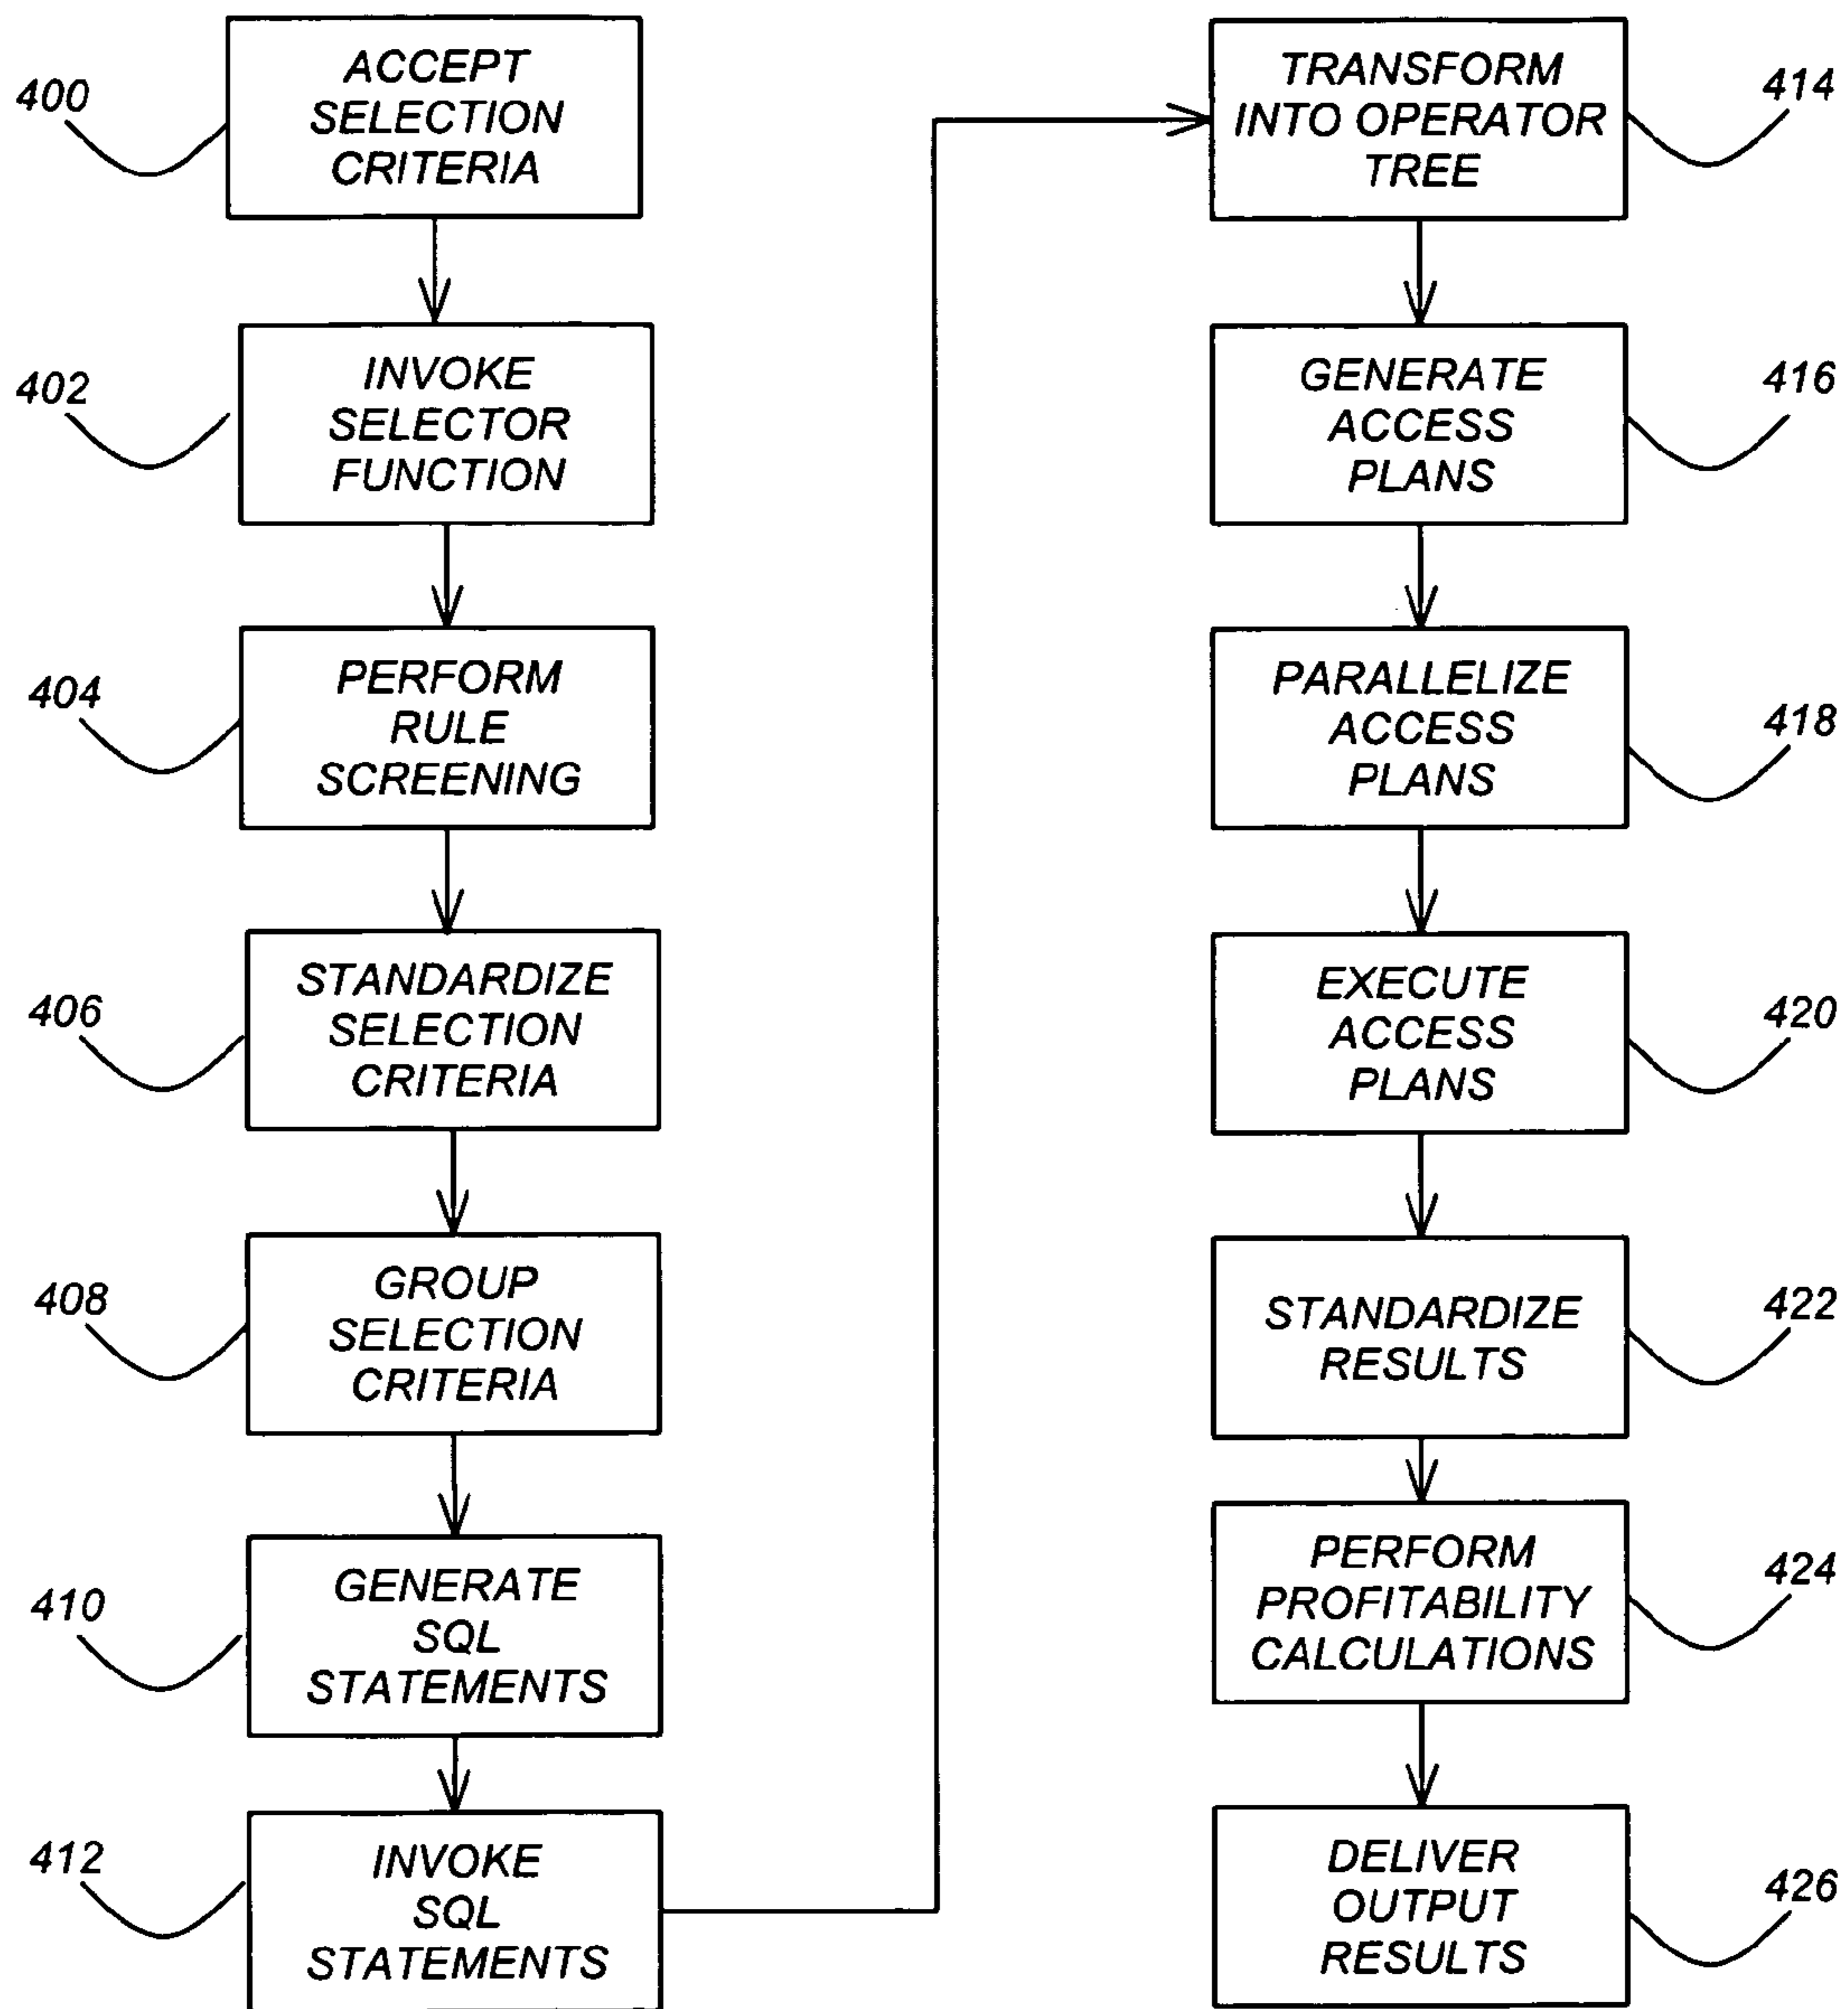 400
ACCEPT
SELECTION
CRITERIA
402
INVOKE
SELECTOR
FUNCTION
404
PERFORM
RULE
SCREENING
406
STANDARDIZE
SELECTION
CRITERIA
408
GROUP
SELECTION
CRITERIA
410
GENERATE
SQL
STATEMENTS
412
INVOKE
SQL
STATEMENTS
TRANSFORM
INTO OPERATOR
TREE
414
GENERATE
ACCESS
PLANS
416
PARALLELIZE
ACCESS
PLANS
418
EXECUTE
ACCESS
PLANS
420
STANDARDIZE
RESULTS
422
PERFORM
PROFITABILITY
CALCULATIONS
424
DELIVER
OUTPUT
RESULTS
426